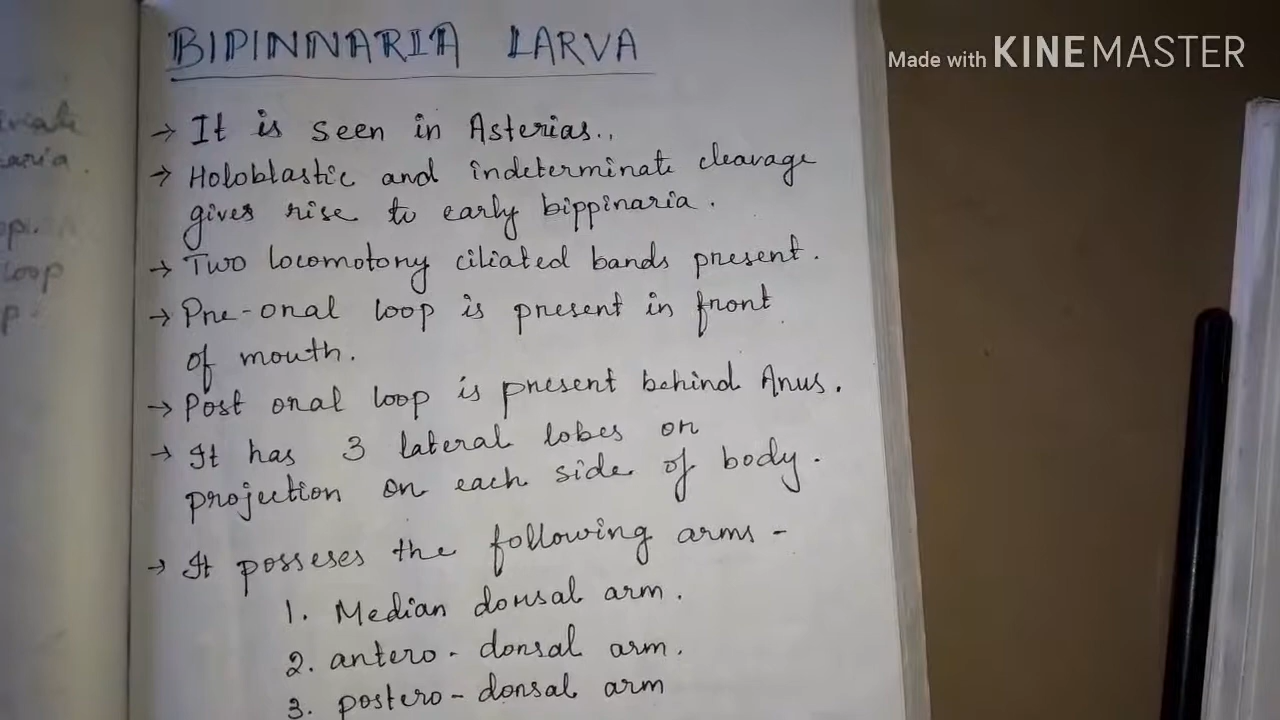 BIPINNARIA LARVA
Made with KINEMASTER
→ It is seen in Asterias..
→ Holoblastic and indeterminate cleavage
gives rise to early bippinaria.
→ Two locomotory ciliated bands present.
→ Pre-oral loop is present in front
of mouth.
→ Post oral loop is present behind Anus.
→ It has 3 lateral lobes or
projection on each side of body.
→ It posseses the following arms -
1. Median dorsal arm.
2. antero-dorsal arm.
3. postero-dorsal arm
loop